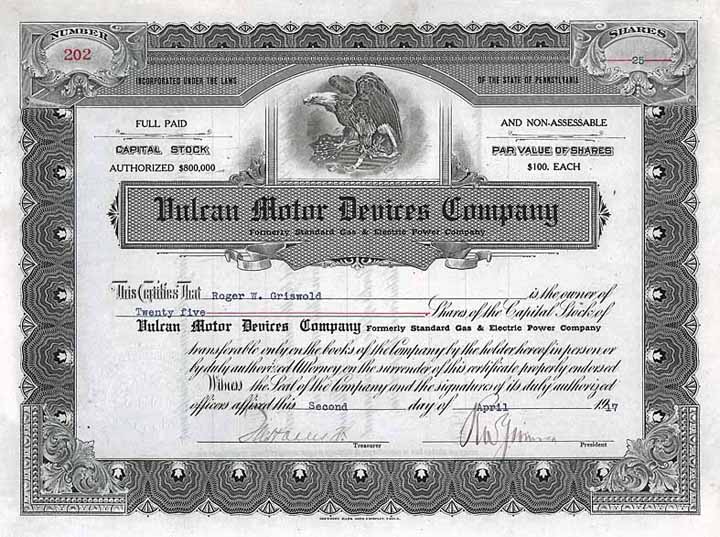 NUMBER
202
SHARES
25
INCORPORATED UNDER THE LAWS
OF THE STATE OF PENNSYLVANIA
FULL PAID
AND NON-ASSESSABLE
CAPITAL STOCK
PAR VALUE OF SHARES
AUTHORIZED $800,000
$100. EACH
Vulcan Motor Devices Company
Formerly Standard Gas & Electric Power Company
This Certifies That Roger W. Griswold is the owner of
Twenty five Shares of the Capital Stock of
Vulcan Motor Devices Company Formerly Standard Gas & Electric Power Company
transferable only on the books of the Company by the holder hereof in person or
by duly authorized Attorney on the surrender of this certificate properly endorsed
Witness the Seal of the Company and the signatures of its duly authorized
officers affixed this Second day of April 1917
Treasurer
President